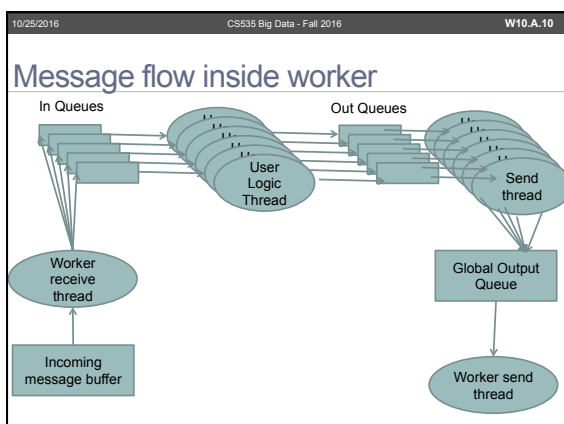 10/25/2016 CS535 Big Data - Fall 2016 W10.A.10
Message flow inside worker
In Queues
Out Queues
User
Logic
Thread
Send
thread
Worker
receive
thread
Global Output
Queue
Incoming
message buffer
Worker send
thread